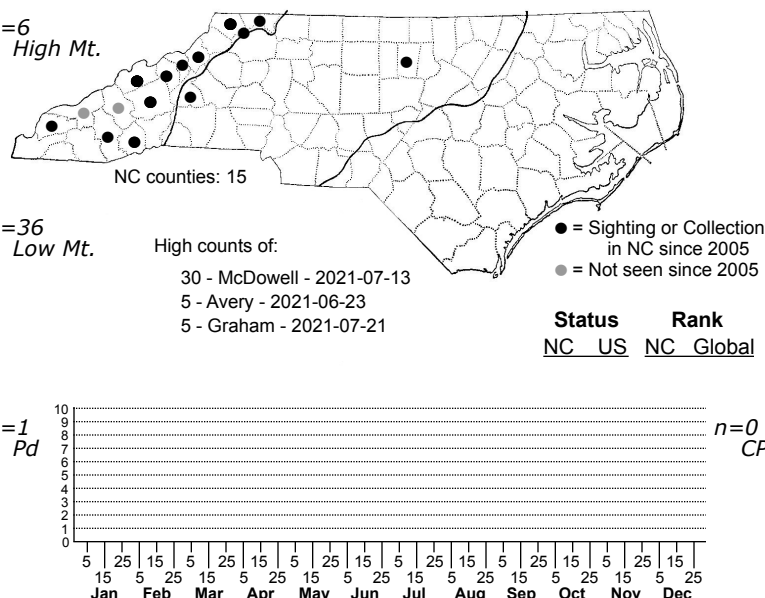 =6
High Mt.
NC counties: 15
=36
Low Mt.
High counts of:
30 - McDowell - 2021-07-13
5 - Avery - 2021-06-23
5 - Graham - 2021-07-21
= Sighting or Collection
in NC since 2005
= Not seen since 2005
Status Rank
NC US NC Global
=1
Pd
n=0
CP
10
9
8
7
6
5
4
3
2
1
0
5 25 15 5 25 15 5 25 15 5 25 15 5 25 15 5 25 15
15 5 25 15 5 25 15 5 25 15 5 25 15 5 25 15 5 25
Jan Feb Mar Apr May Jun Jul Aug Sep Oct Nov Dec